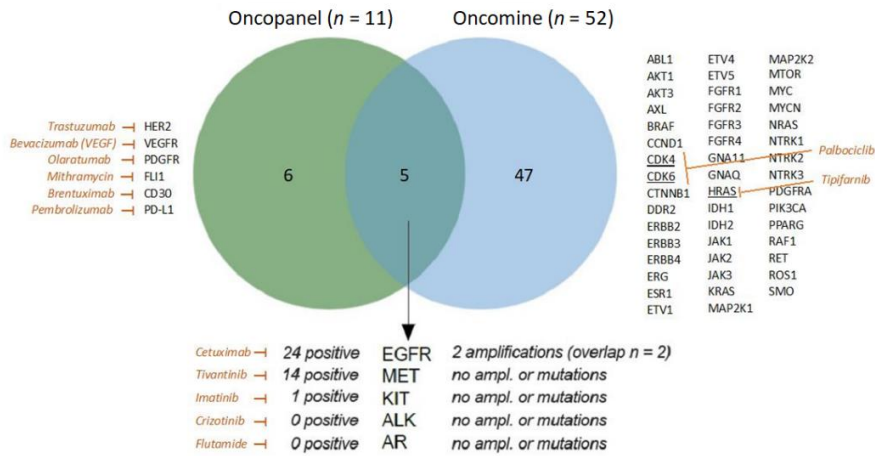 Oncopanel (n = 11) Oncomine (n = 52)
Trastuzumab HER2
Bevacizumab (VEGF) VEGFR
Olaratumab PDGFR
Mithramycin FLI1
Brentuximab CD30
Pembrolizumab PD-L1
6 5 47
ABL1 ETV4 MAP2K2
AKT1 ETV5 MTOR
AKT3 FGFR1 MYC
AXL FGFR2 MYCN
BRAF FGFR3 NRAS
CCND1 FGFR4 NTRK1
CDK4 GNA11 NTRK2
CDK6 GNAQ NTRK3
CTNNB1 HRAS PDGFRA
DDR2 IDH1 PIK3CA
ERBB2 IDH2 PPARG
ERBB3 JAK1 RAF1
ERBB4 JAK2 RET
ERG JAK3 ROS1
ESR1 KRAS SMO
ETV1 MAP2K1
Palbociclib
Tipifarnib
Cetuximab 24 positive EGFR 2 amplifications (overlap n = 2)
Tivantinib 14 positive MET no ampl. or mutations
Imatinib 1 positive KIT no ampl. or mutations
Crizotinib 0 positive ALK no ampl. or mutations
Flutamide 0 positive AR no ampl. or mutations